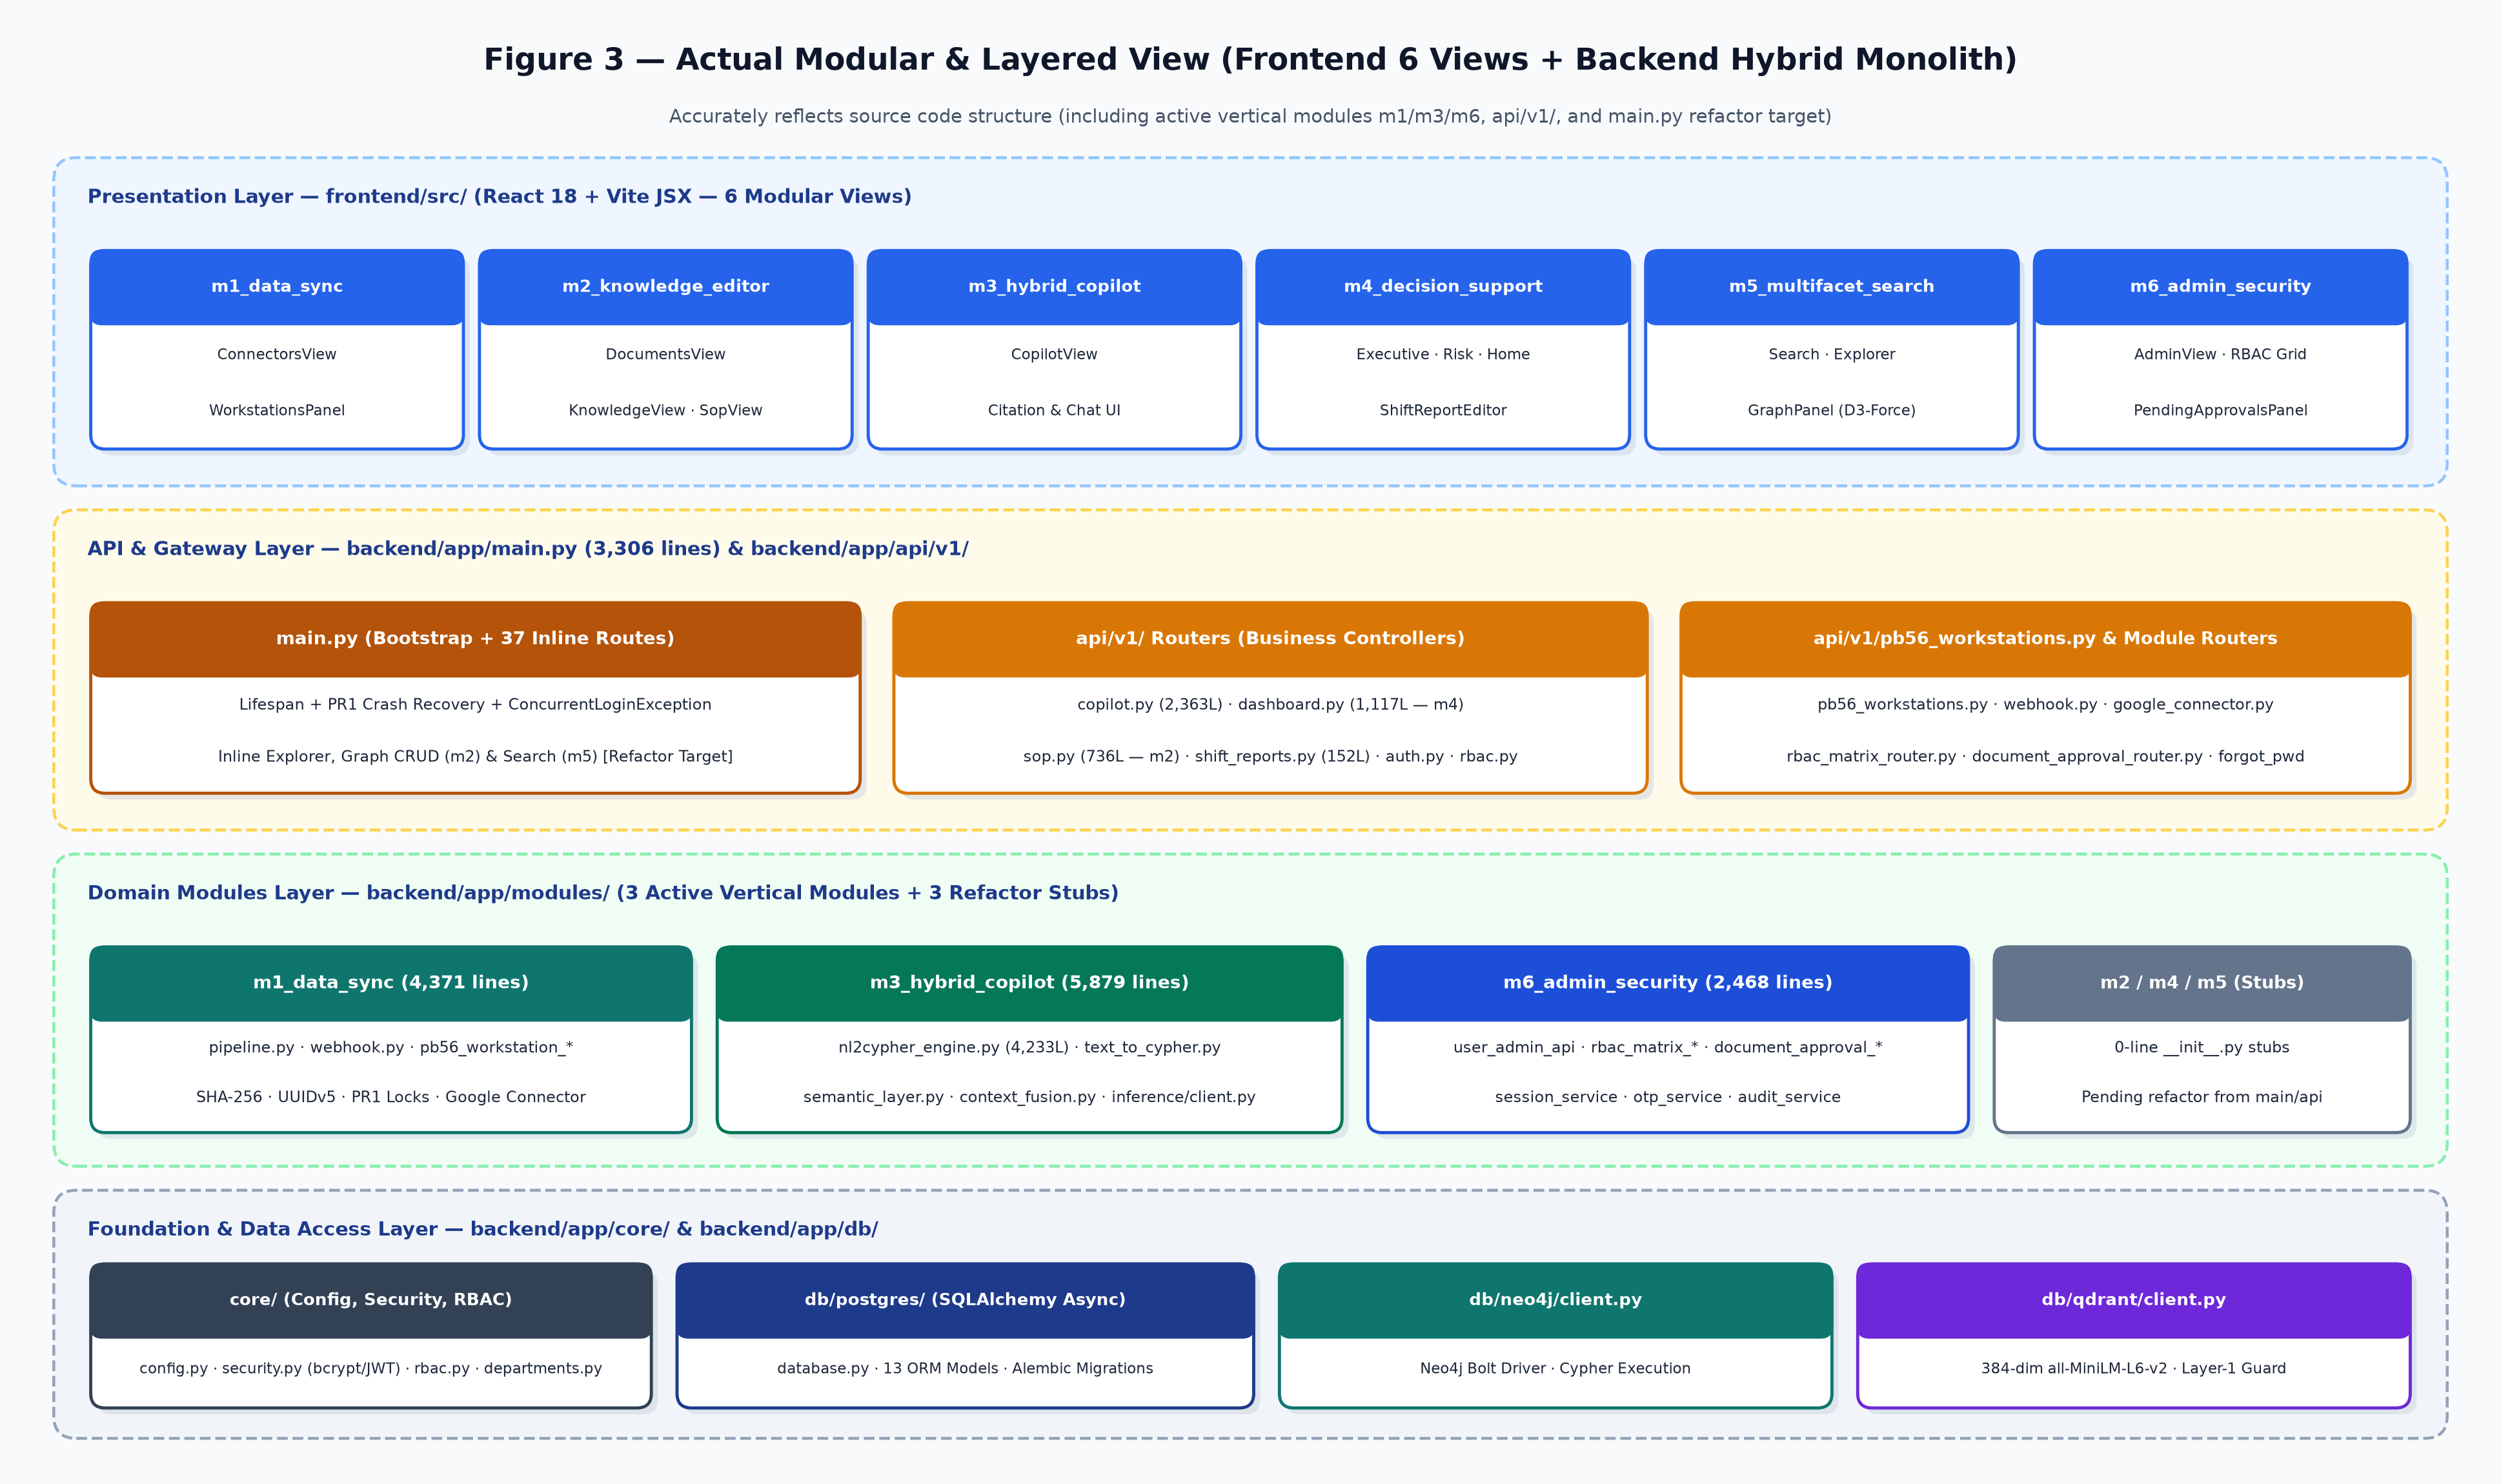 Figure 3 — Actual Modular & Layered View (Frontend 6 Views + Backend Hybrid Monolith)
Accurately reflects source code structure (including active vertical modules m1/m3/m6, api/v1/, and main.py refactor target)
Presentation Layer — frontend/src/ (React 18 + Vite JSX — 6 Modular Views)
m1_data_sync
ConnectorsView
WorkstationsPanel
m2_knowledge_editor
DocumentsView
KnowledgeView · SopView
m3_hybrid_copilot
CopilotView
Citation & Chat UI
m4_decision_support
Executive · Risk · Home
ShiftReportEditor
m5_multifacet_search
Search · Explorer
GraphPanel (D3-Force)
m6_admin_security
AdminView · RBAC Grid
PendingApprovalsPanel
API & Gateway Layer — backend/app/main.py (3,306 lines) & backend/app/api/v1/
main.py (Bootstrap + 37 Inline Routes)
Lifespan + PR1 Crash Recovery + ConcurrentLoginException
Inline Explorer, Graph CRUD (m2) & Search (m5) [Refactor Target]
api/v1/ Routers (Business Controllers)
copilot.py (2,363L) · dashboard.py (1,117L — m4)
sop.py (736L — m2) · shift_reports.py (152L) · auth.py · rbac.py
api/v1/pb56_workstations.py & Module Routers
pb56_workstations.py · webhook.py · google_connector.py
rbac_matrix_router.py · document_approval_router.py · forgot_pwd
Domain Modules Layer — backend/app/modules/ (3 Active Vertical Modules + 3 Refactor Stubs)
m1_data_sync (4,371 lines)
pipeline.py · webhook.py · pb56_workstation_*
SHA-256 · UUIDv5 · PR1 Locks · Google Connector
m3_hybrid_copilot (5,879 lines)
nl2cypher_engine.py (4,233L) · text_to_cypher.py
semantic_layer.py · context_fusion.py · inference/client.py
m6_admin_security (2,468 lines)
user_admin_api · rbac_matrix_* · document_approval_*
session_service · otp_service · audit_service
m2 / m4 / m5 (Stubs)
0-line __init__.py stubs
Pending refactor from main/api
Foundation & Data Access Layer — backend/app/core/ & backend/app/db/
core/ (Config, Security, RBAC)
config.py · security.py (bcrypt/JWT) · rbac.py · departments.py
db/postgres/ (SQLAlchemy Async)
database.py · 13 ORM Models · Alembic Migrations
db/neo4j/client.py
Neo4j Bolt Driver · Cypher Execution
db/qdrant/client.py
384-dim all-MiniLM-L6-v2 · Layer-1 Guard